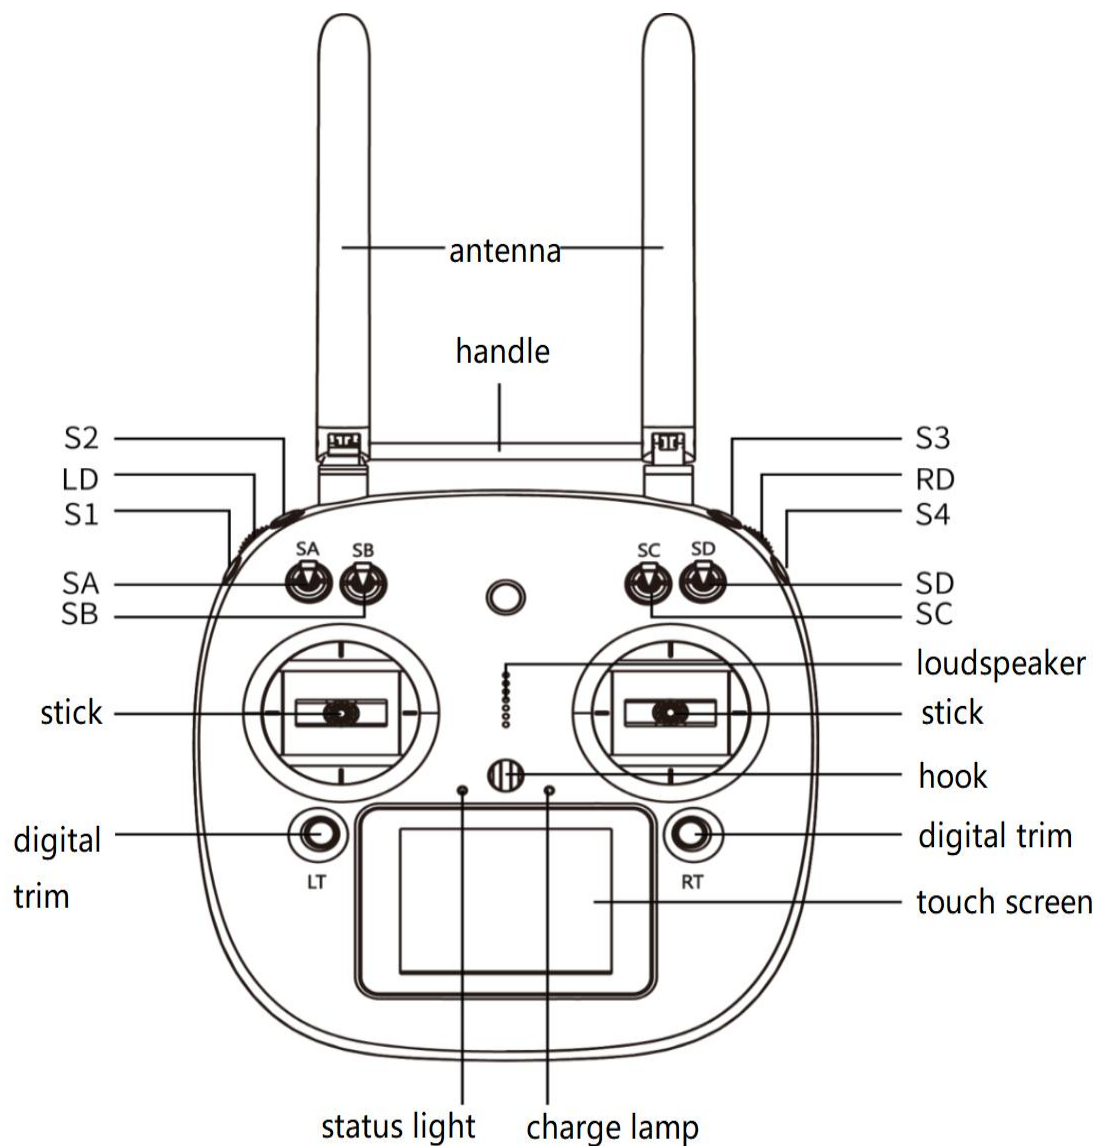 antenna
handle
S2
S3
LD
RD
S1
S4
SA
SB
SC
SD
SA
SD
SB
SC
loudspeaker
stick
stick
hook
digital
trim
digital trim
LT
RT
touch screen
status light
charge lamp